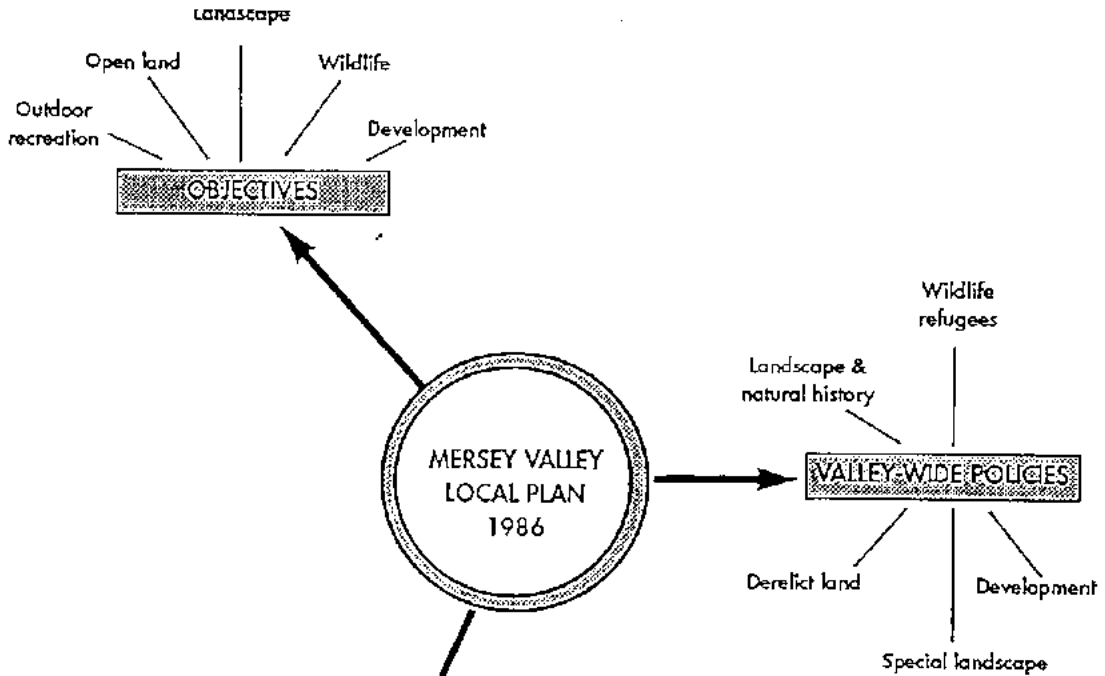 Landscape
Open land
Wildlife
Outdoor
recreation
Development
OBJECTIVES
Wildlife
refugees
Landscape &
natural history
MERSEY VALLEY
LOCAL PLAN
1986
VALLEY-WIDE POLICIES
Derelict land
Development
Special landscape